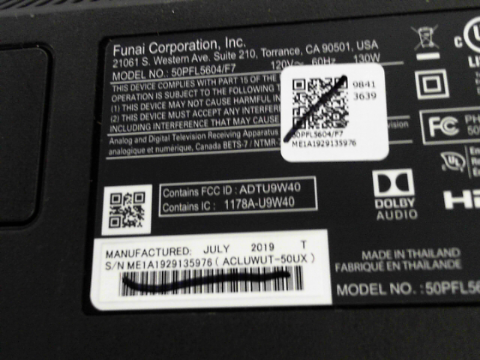 Funai Corporation, Inc.
21061 S. Western Ave. Suite 210, Torrance, CA 90501, USA
MODEL NO.: 50PFL5604/F7 120V~ 60Hz 130W
THIS DEVICE COMPLIES WITH PART 15 OF THE
OPERATION IS SUBJECT TO THE FOLLOWING
(1) THIS DEVICE MAY NOT CAUSE HARMFUL IN
(2) THIS DEVICE MUST ACCEPT ANY
INCLUDING INTERFERENCE THAT MAY CAUSE
Analog and Digital Television Receiving Apparatus
analogique et numérique, Canada BETS-7 / NTMR-
9841
3639
50PFL5604/F7
ME1A1929135976
FC
PH
Contains FCC ID: ADTU9W40
Contains IC: 1178A-U9W40
DOLBY
AUDIO
MANUFACTURED: JULY 2019 T
S/N ME1A1929135976 ( ACLUWUT-50UX )
MADE IN THAILAND
FABRIQUÉ EN THAÏLANDE
MODEL NO.: 50PFL56